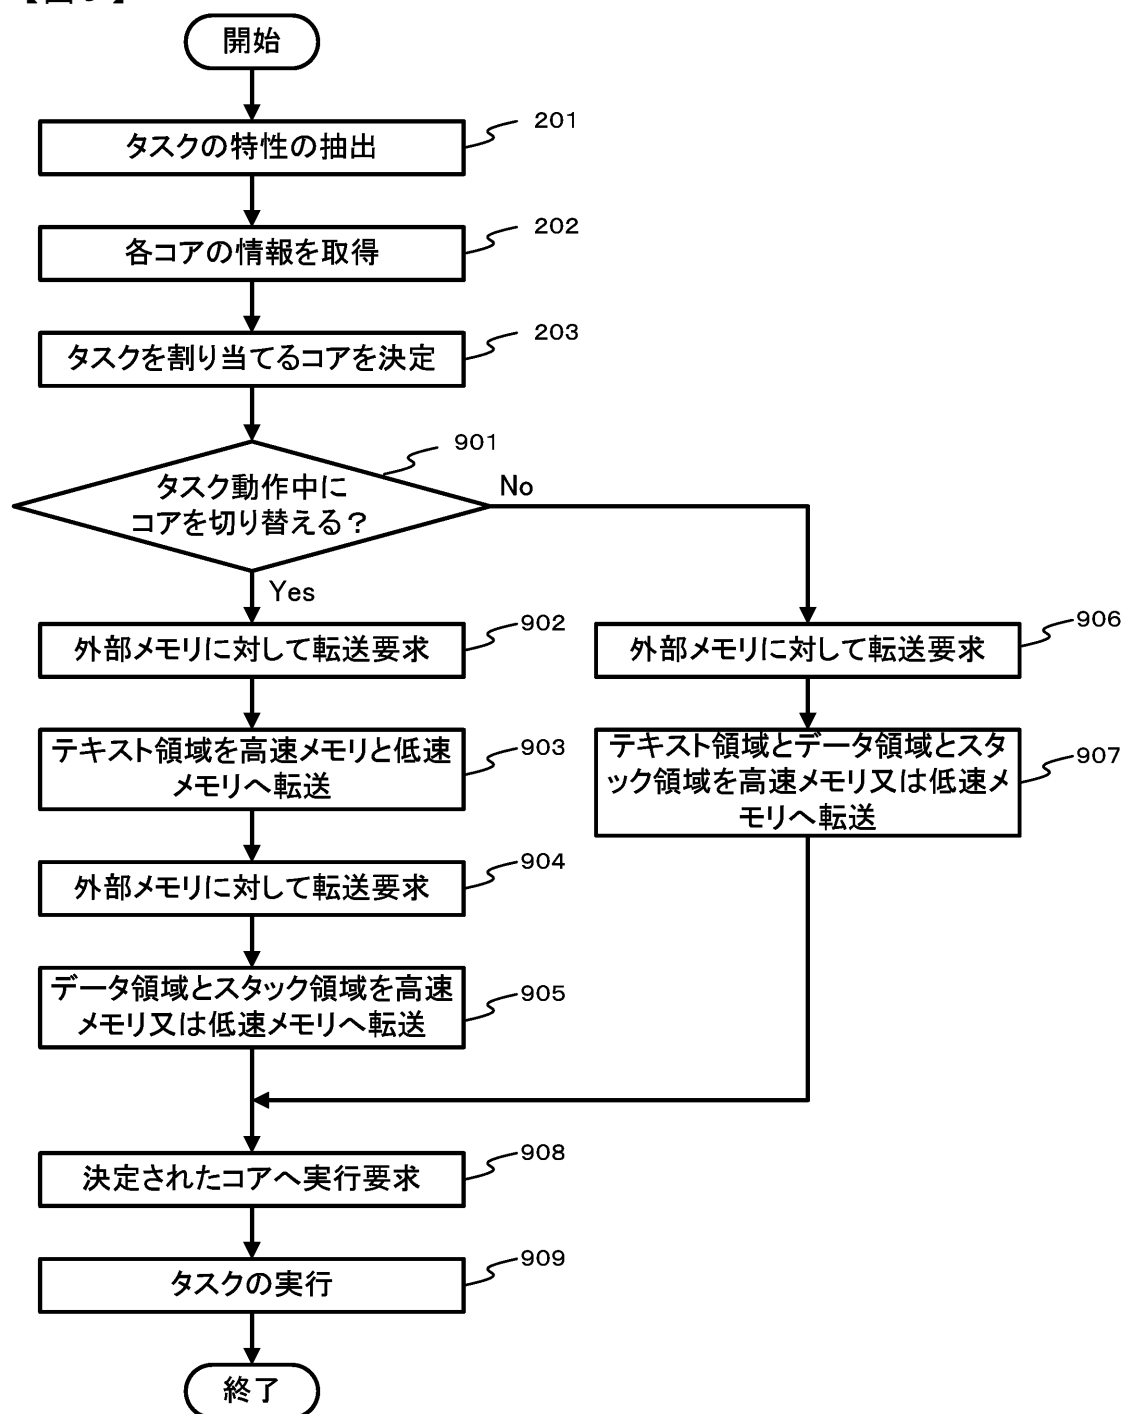 開始
タスクの特性の抽出
201
各コアの情報を取得
202
タスクを割り当てるコアを決定
203
タスク動作中に
コアを切り替える?
901
No
Yes
外部メモリに対して転送要求
902
外部メモリに対して転送要求
906
テキスト領域を高速メモリと低速
メモリへ転送
903
テキスト領域とデータ領域とスタ
ック領域を高速メモリ又は低速メ
モリへ転送
907
外部メモリに対して転送要求
904
データ領域とスタック領域を高速
メモリ又は低速メモリへ転送
905
決定されたコアへ実行要求
908
タスクの実行
909
終了